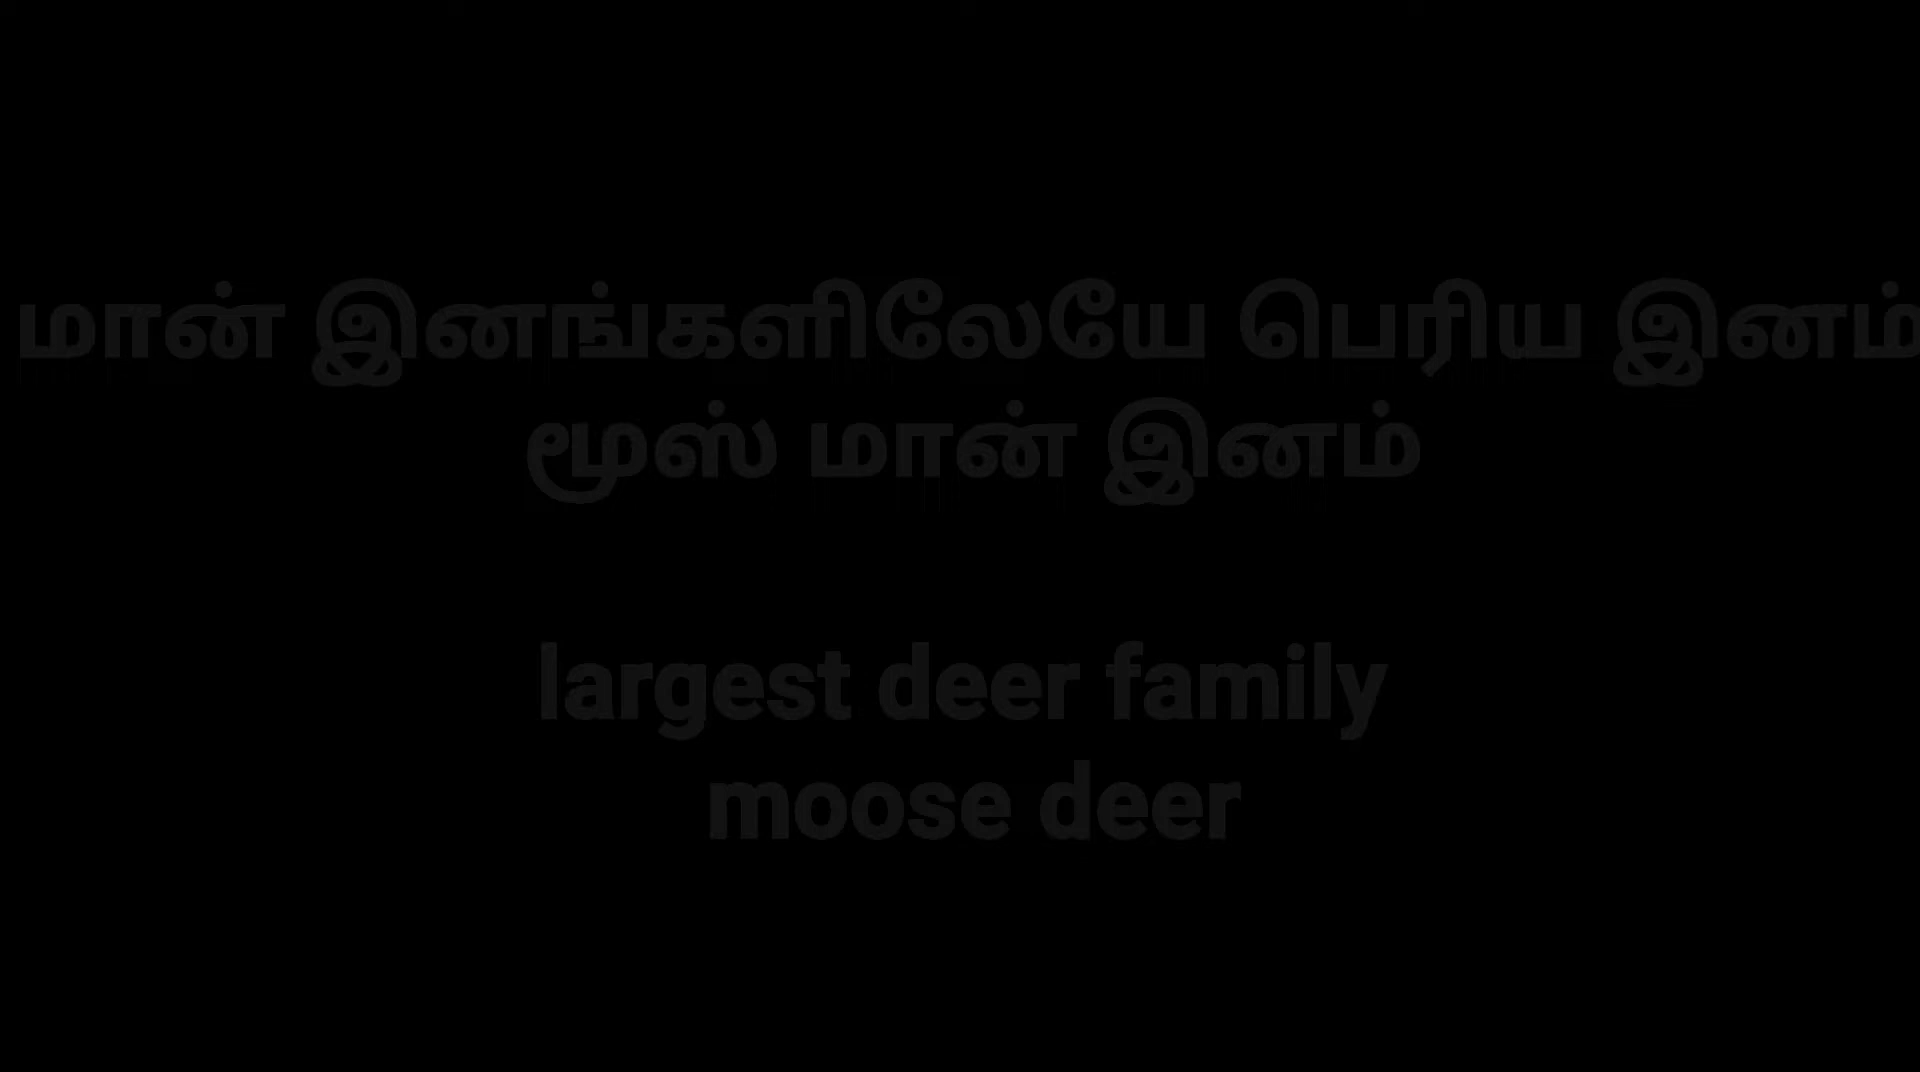 மான் இனங்களிலேயே பெரிய இனம்
மூஸ் மான் இனம்
largest deer family
moose deer